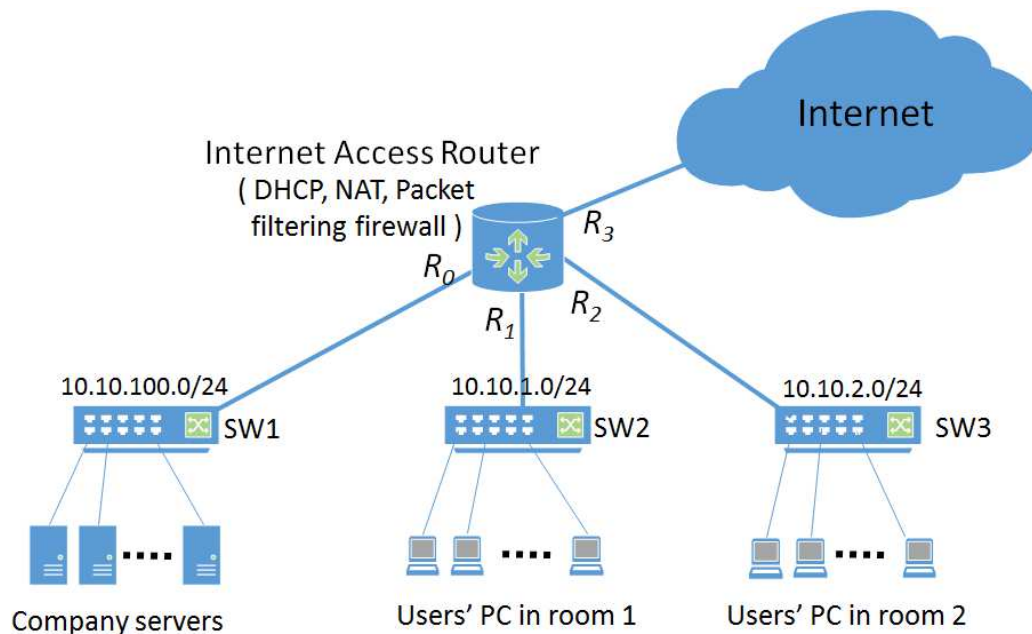 Internet
Internet Access Router
( DHCP, NAT, Packet
filtering firewall )
R3
R0
R1
R2
10.10.100.0/24
10.10.1.0/24
10.10.2.0/24
SW1
SW2
SW3
Company servers
Users' PC in room 1
Users' PC in room 2